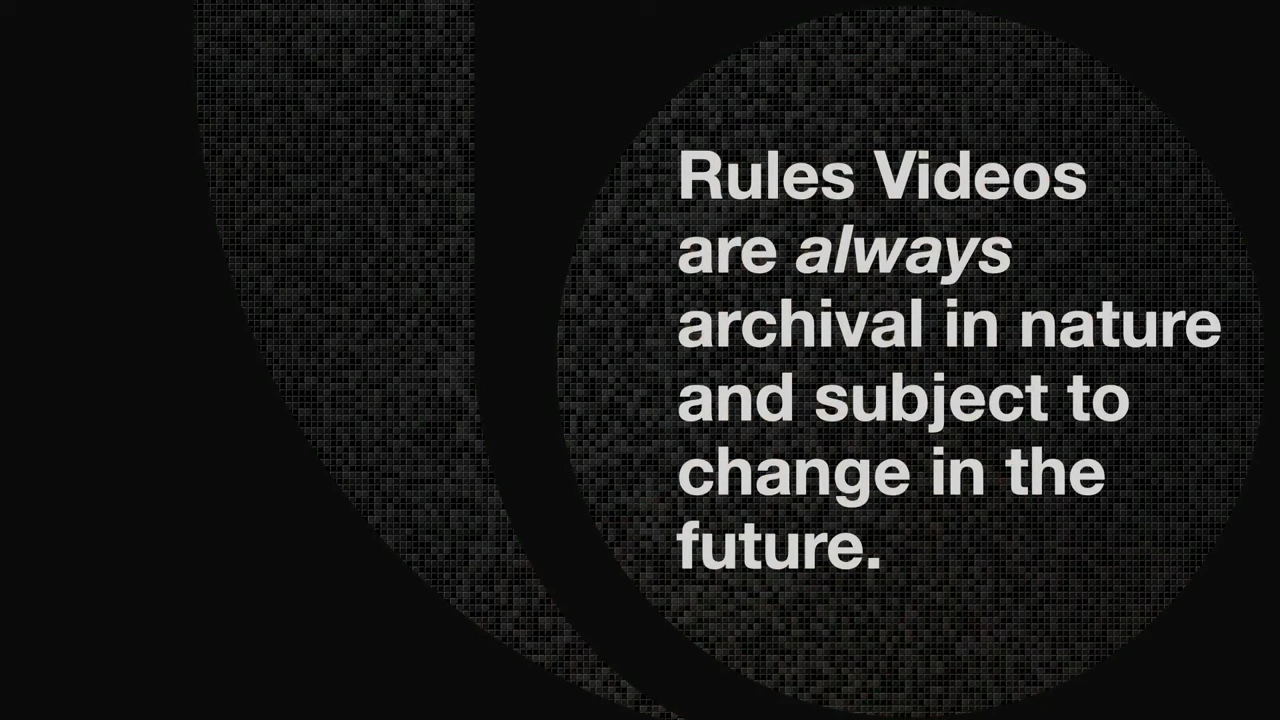 Rules Videos
are always
archival in nature
and subject to
change in the
future.